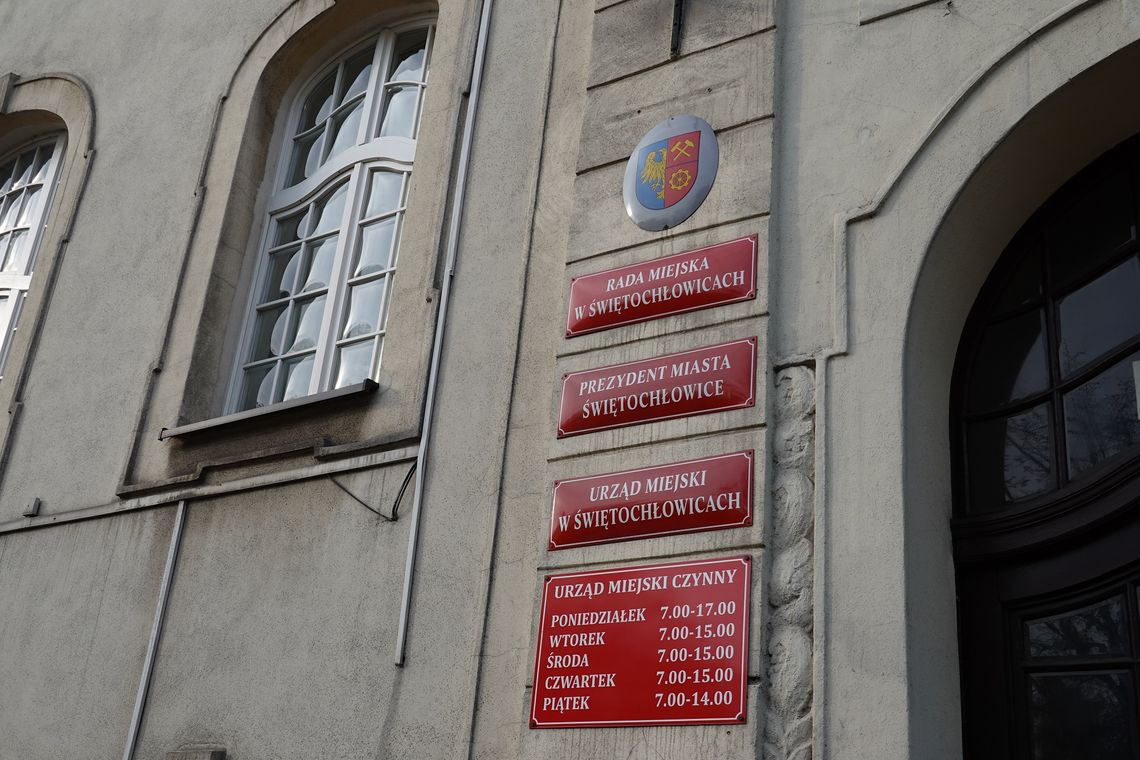 RADA MIEJSKA
W ŚWIĘTOCHŁOWICACH
PREZYDENT MIASTA
ŚWIĘTOCHŁOWICE
URZĄD MIEJSKI
W ŚWIĘTOCHŁOWICACH
URZĄD MIEJSKI CZYNNY
PONIEDZIAŁEK 7.00-17.00
WTOREK 7.00-15.00
ŚRODA 7.00-15.00
CZWARTEK 7.00-15.00
PIĄTEK 7.00-14.00